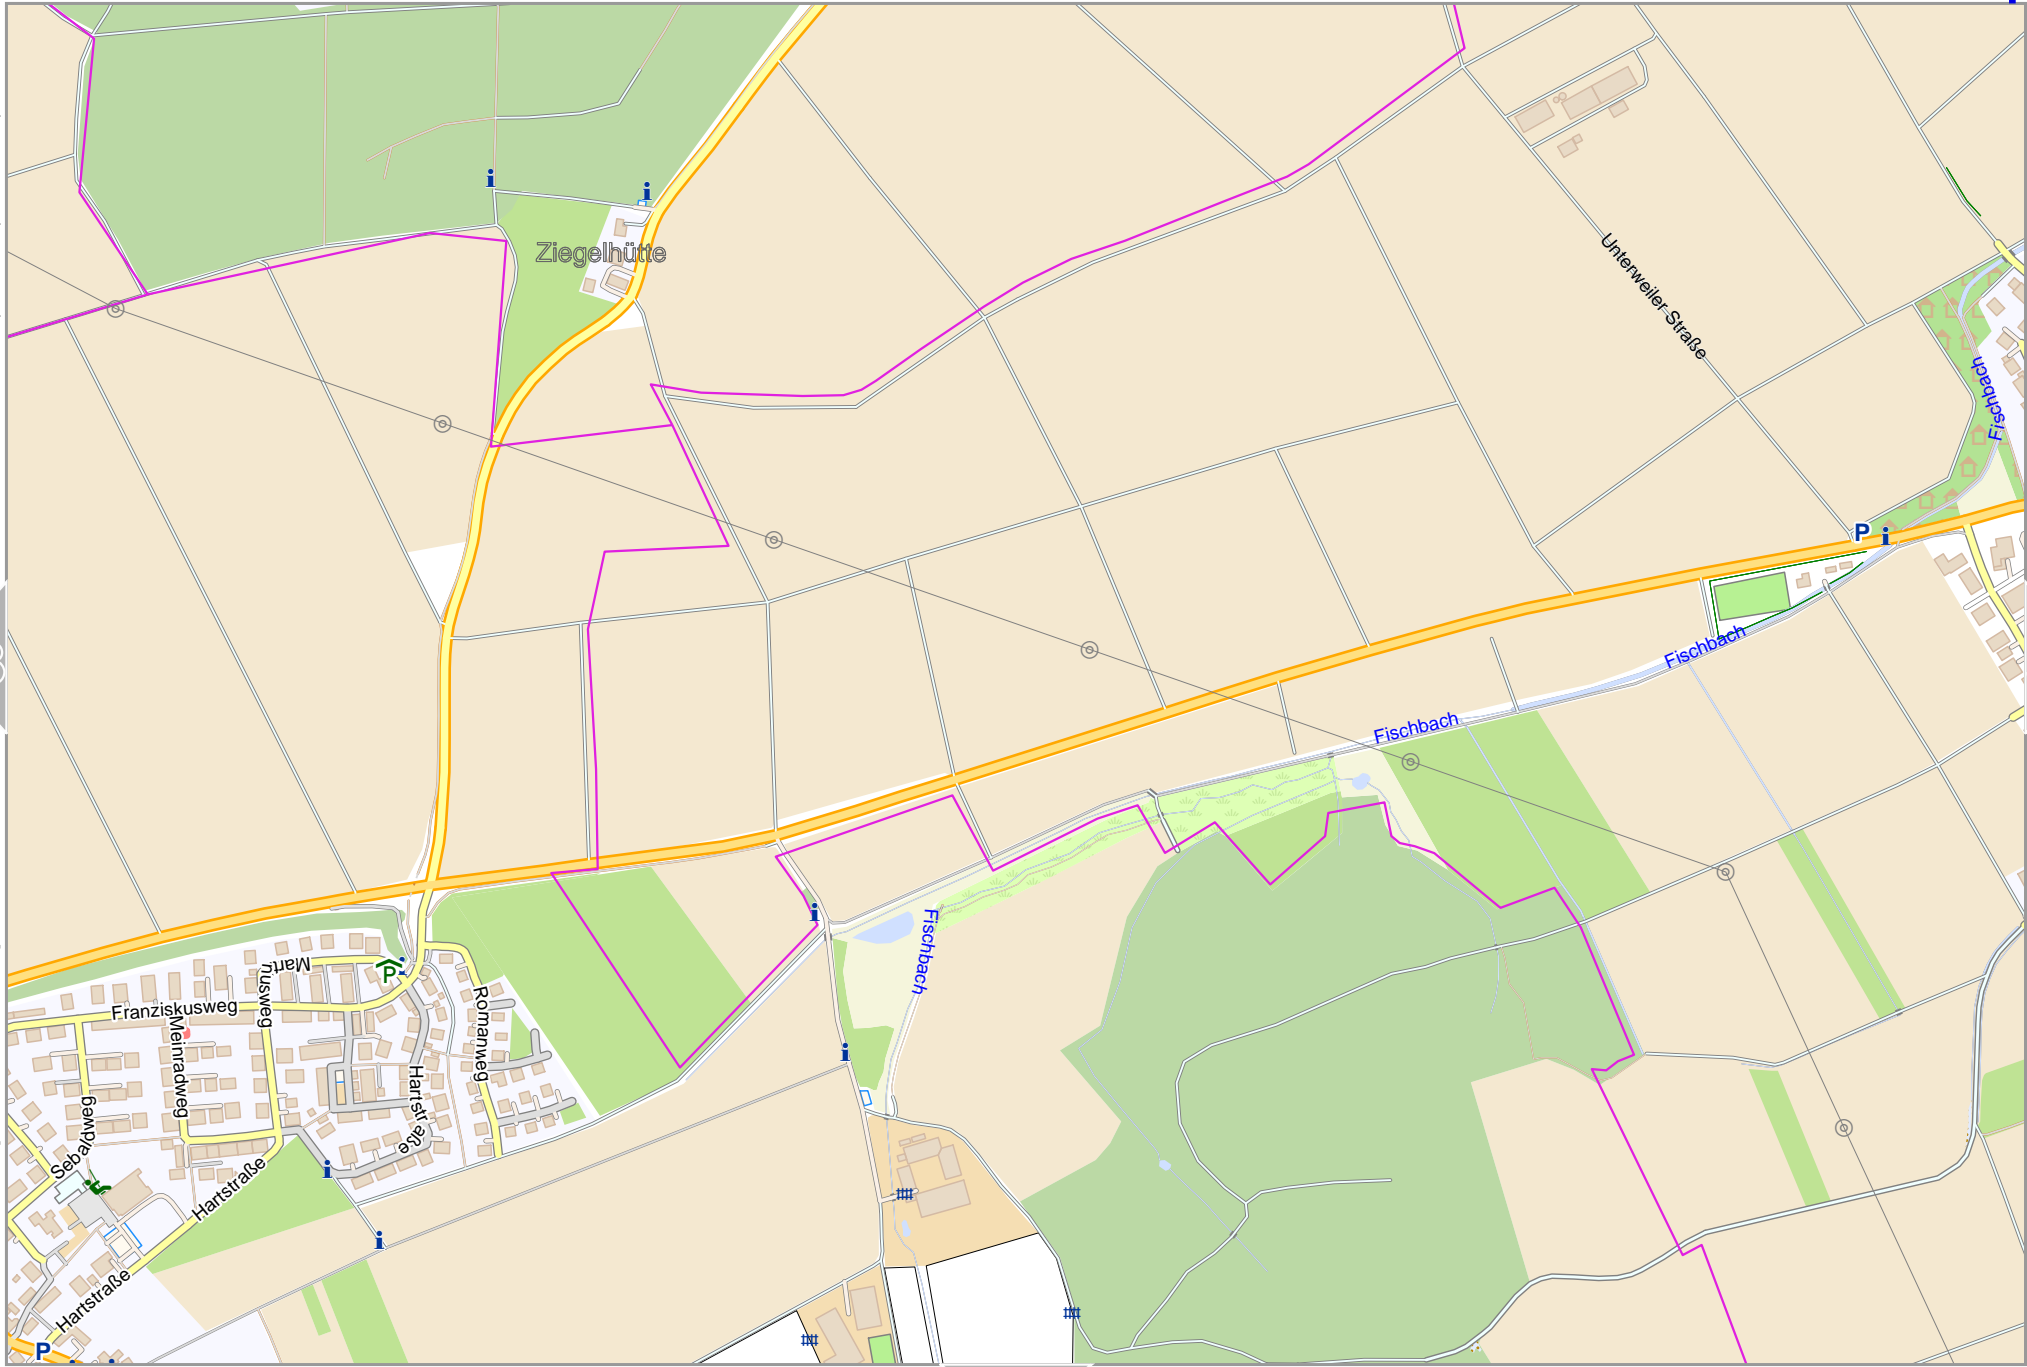 Ziegelhütte
Unterweiler Straße
Fischbach
P
Fischbach
Fischbach
Fischbach
Martinusweg
P
Franziskusweg
Meinradweg
Romanweg
Hartstraße
Sebaldweg
Hartstraße
Hartstraße
P